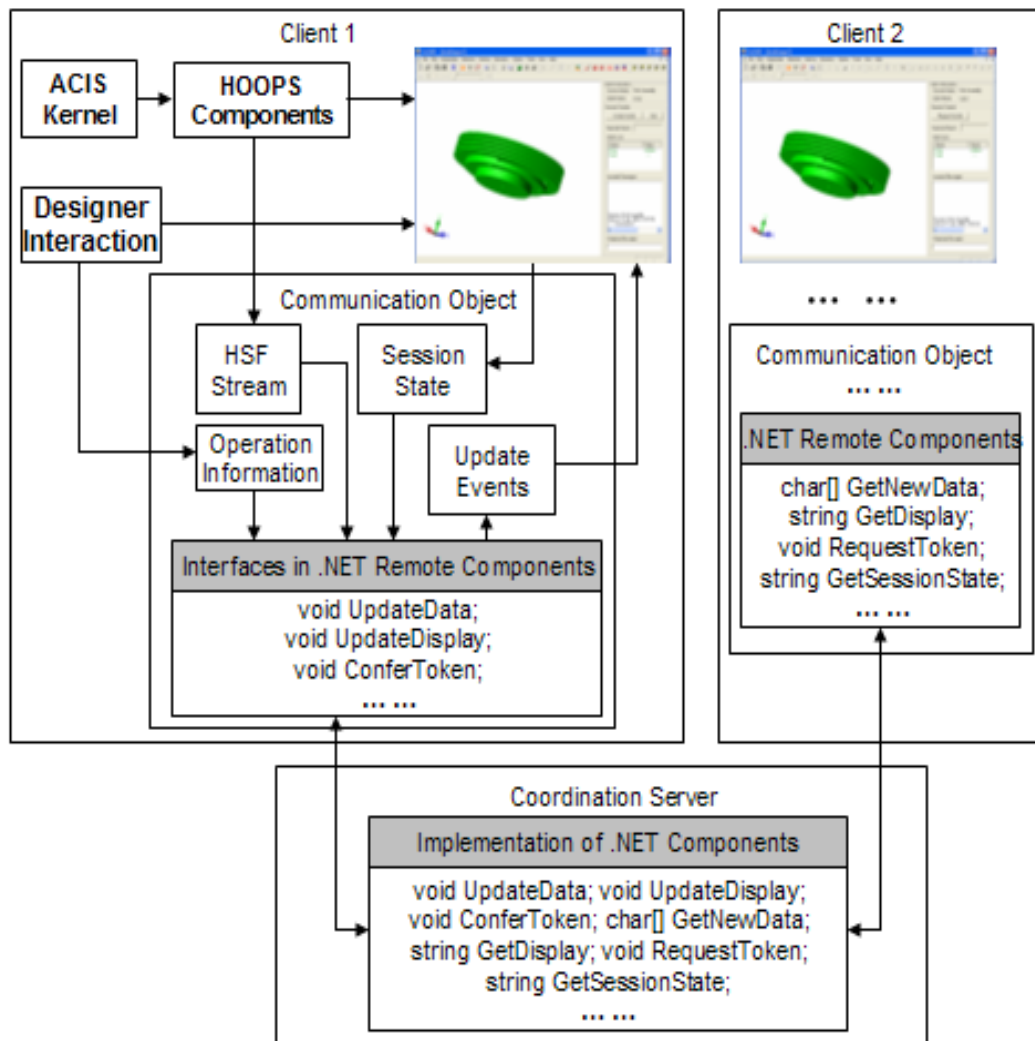 Client 1
ACIS
Kernel
HOOPS
Components
Designer
Interaction
Communication Object
HSF
Stream
Session
State
Operation
Information
Update
Events
Interfaces in .NET Remote Components
void UpdateData;
void UpdateDisplay;
void ConferToken;
... ...
Client 2
... ...
Communication Object
... ...
.NET Remote Components
char[] GetNewData;
string GetDisplay;
void RequestToken;
string GetSessionState;
... ...
Coordination Server
Implementation of .NET Components
void UpdateData; void UpdateDisplay;
void ConferToken; char[] GetNewData;
string GetDisplay; void RequestToken;
string GetSessionState;
... ...